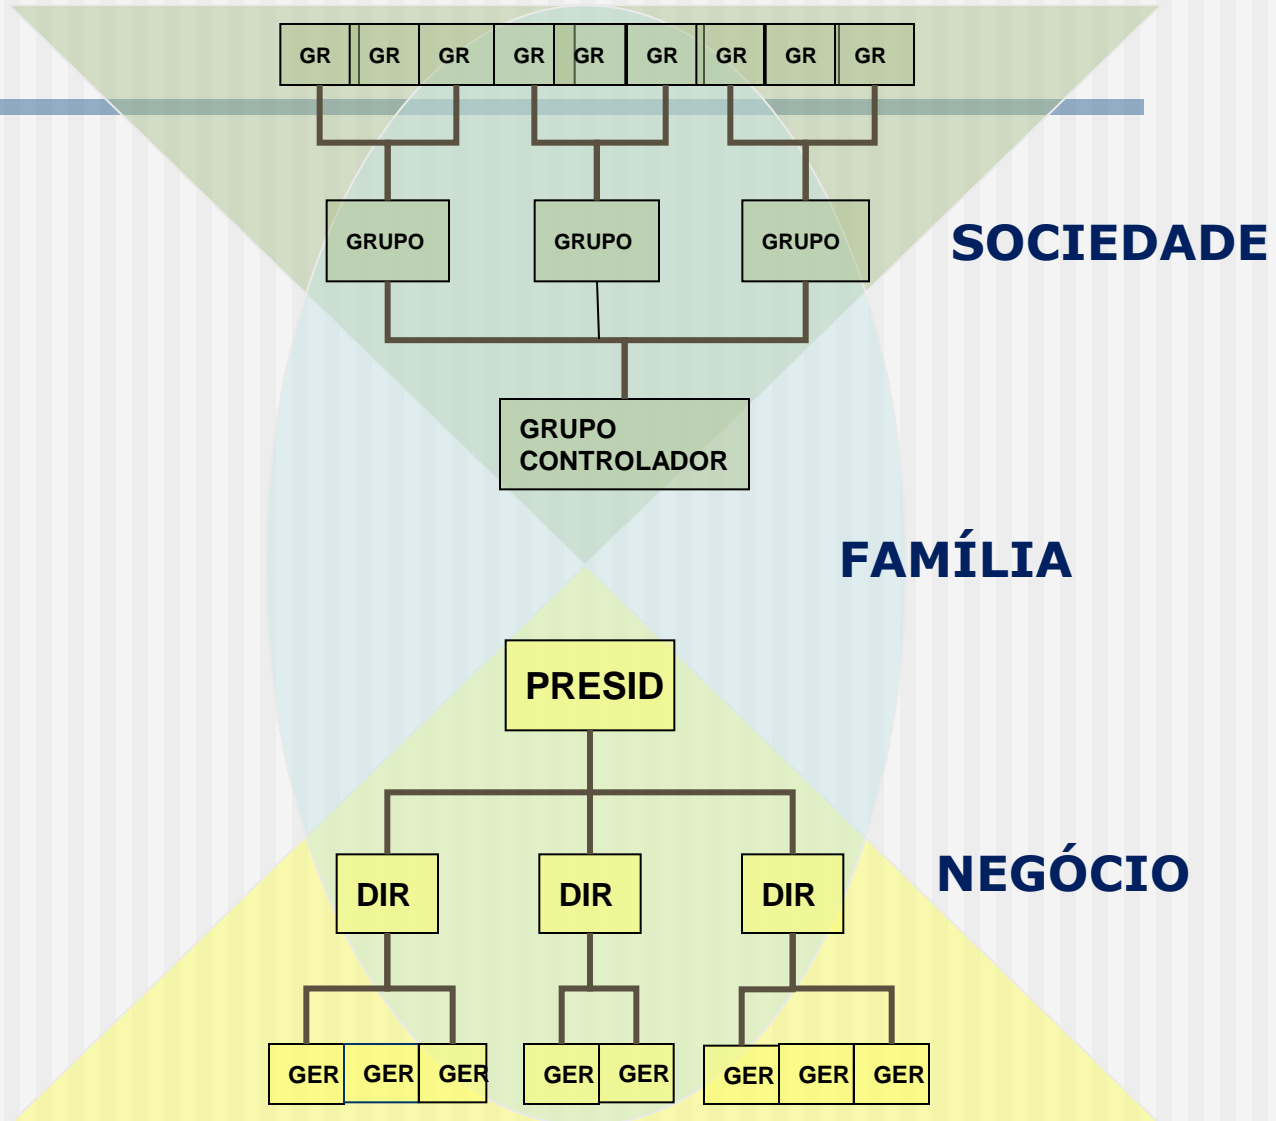 GR GR GR GR GR GR GR GR GR
GRUPO GRUPO GRUPO
SOCIEDADE
GRUPO
CONTROLADOR
FAMÍLIA
PRESID
NEGÓCIO
DIR DIR DIR
GER GER GER GER GER GER GER GER